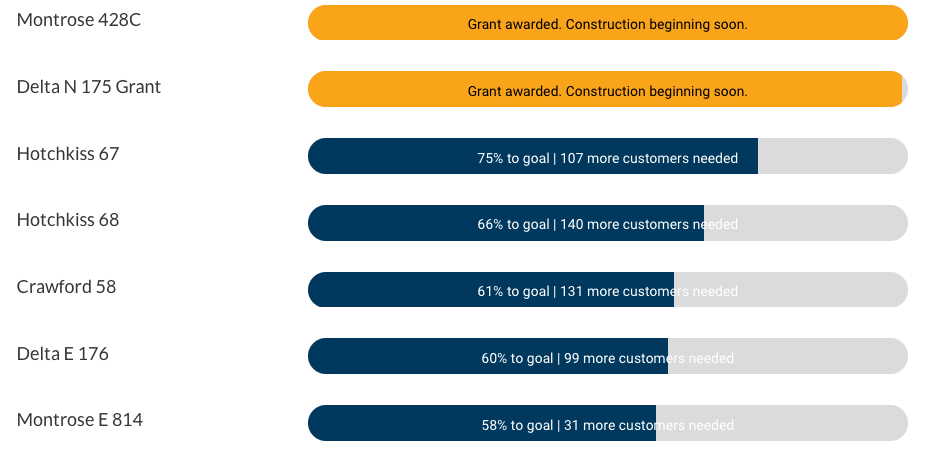 Montrose 428C
Grant awarded. Construction beginning soon.
Delta N 175 Grant
Grant awarded. Construction beginning soon.
Hotchkiss 67
75% to goal | 107 more customers needed
Hotchkiss 68
66% to goal | 140 more customers needed
Crawford 58
61% to goal | 131 more customers needed
Delta E 176
60% to goal | 99 more customers needed
Montrose E 814
58% to goal | 31 more customers needed